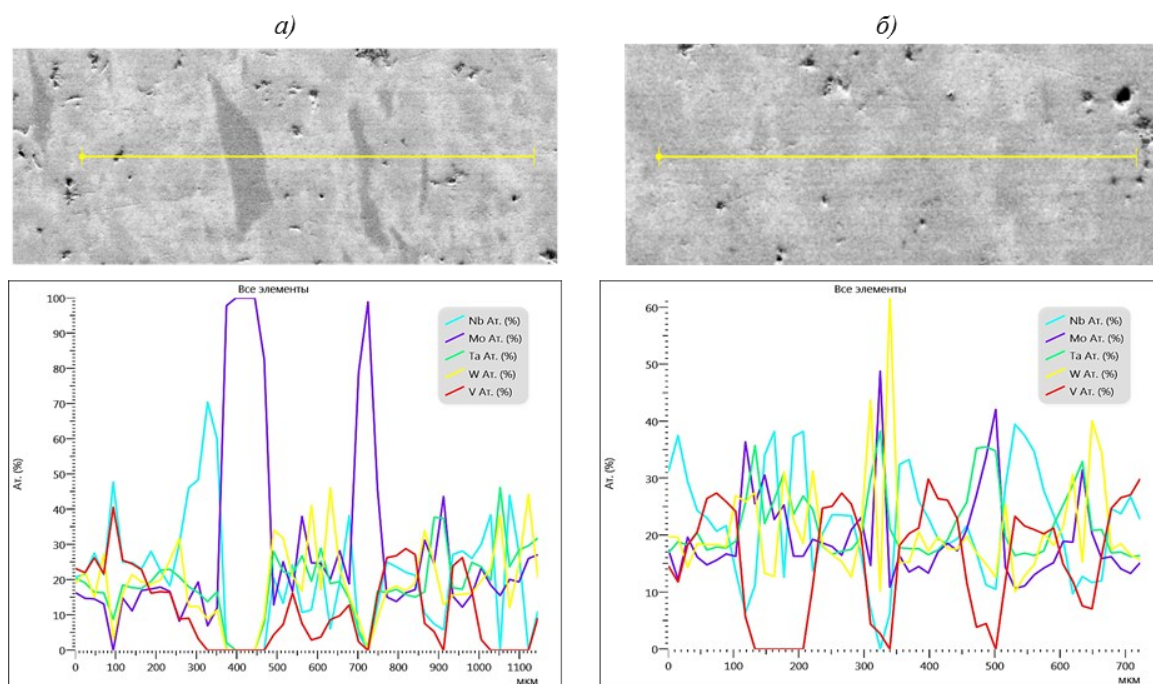 а)
б)
Все элементы
100
90
80
70
60
50
40
30
20
10
0
Ат. (%)
Nb Ат. (%)
Mo Ат. (%)
Ta Ат. (%)
W Ат. (%)
V Ат. (%)
0 100 200 300 400 500 600 700 800 900 1000 1100
мкм
Все элементы
60
50
40
30
20
10
0
Ат. (%)
Nb Ат. (%)
Mo Ат. (%)
Ta Ат. (%)
W Ат. (%)
V Ат. (%)
0 100 200 300 400 500 600 700
мкм